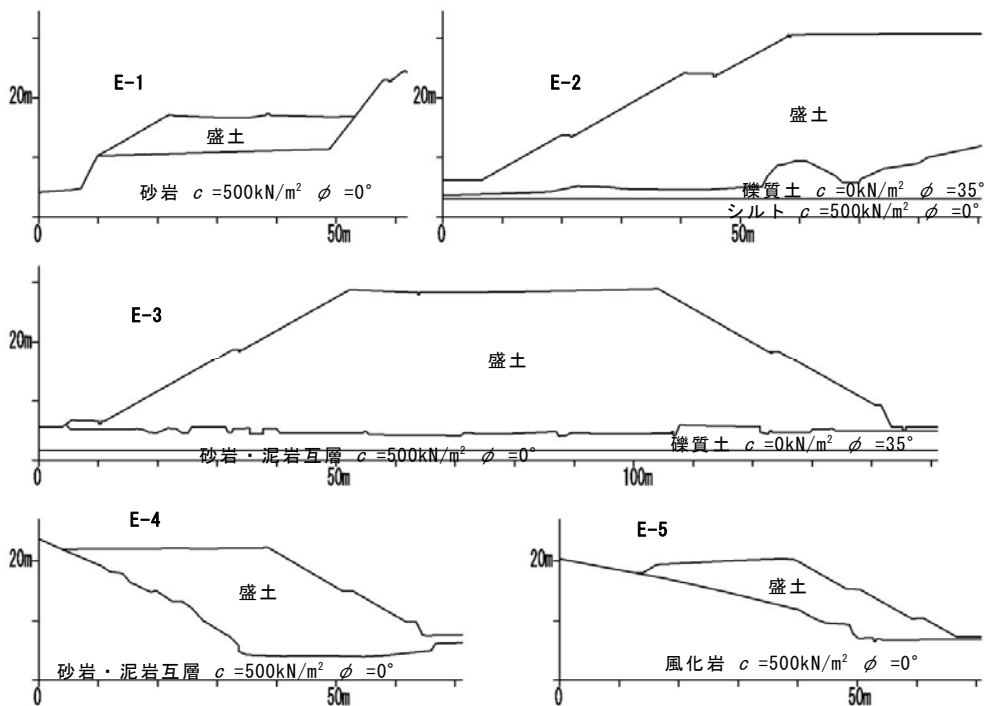 E-1
20m
盛土
砂岩 c =500kN/m² φ =0°
0
50m
E-2
20m
盛土
礫質土 c =0kN/m² φ =35°
シルト c =500kN/m² φ =0°
0
50m
E-3
20m
盛土
砂岩・泥岩互層 c =500kN/m² φ =0°
礫質土 c =0kN/m² φ =35°
0
50m
100m
E-4
20m
盛土
砂岩・泥岩互層 c =500kN/m² φ =0°
0
50m
E-5
20m
盛土
風化岩 c =500kN/m² φ =0°
0
50m